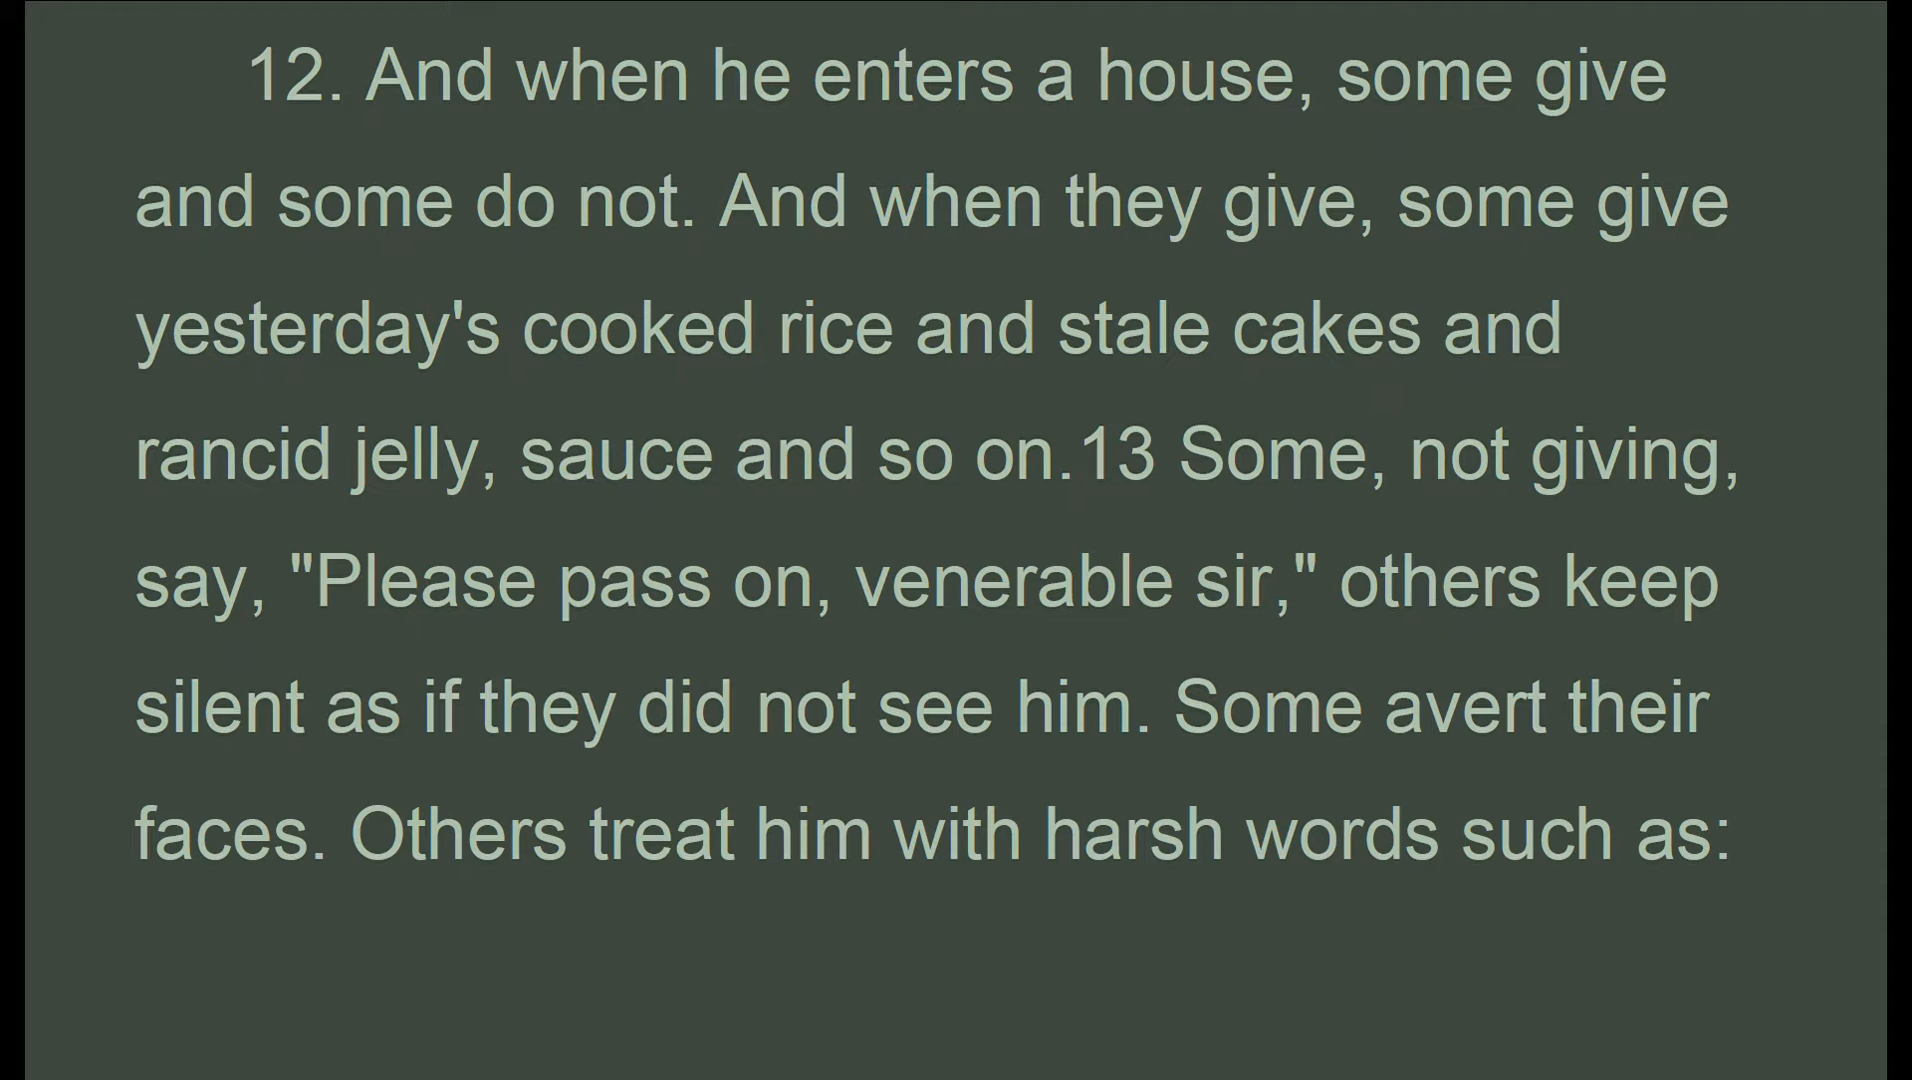 12. And when he enters a house, some give
and some do not. And when they give, some give
yesterday's cooked rice and stale cakes and
rancid jelly, sauce and so on.13 Some, not giving,
say, "Please pass on, venerable sir," others keep
silent as if they did not see him. Some avert their
faces. Others treat him with harsh words such as: